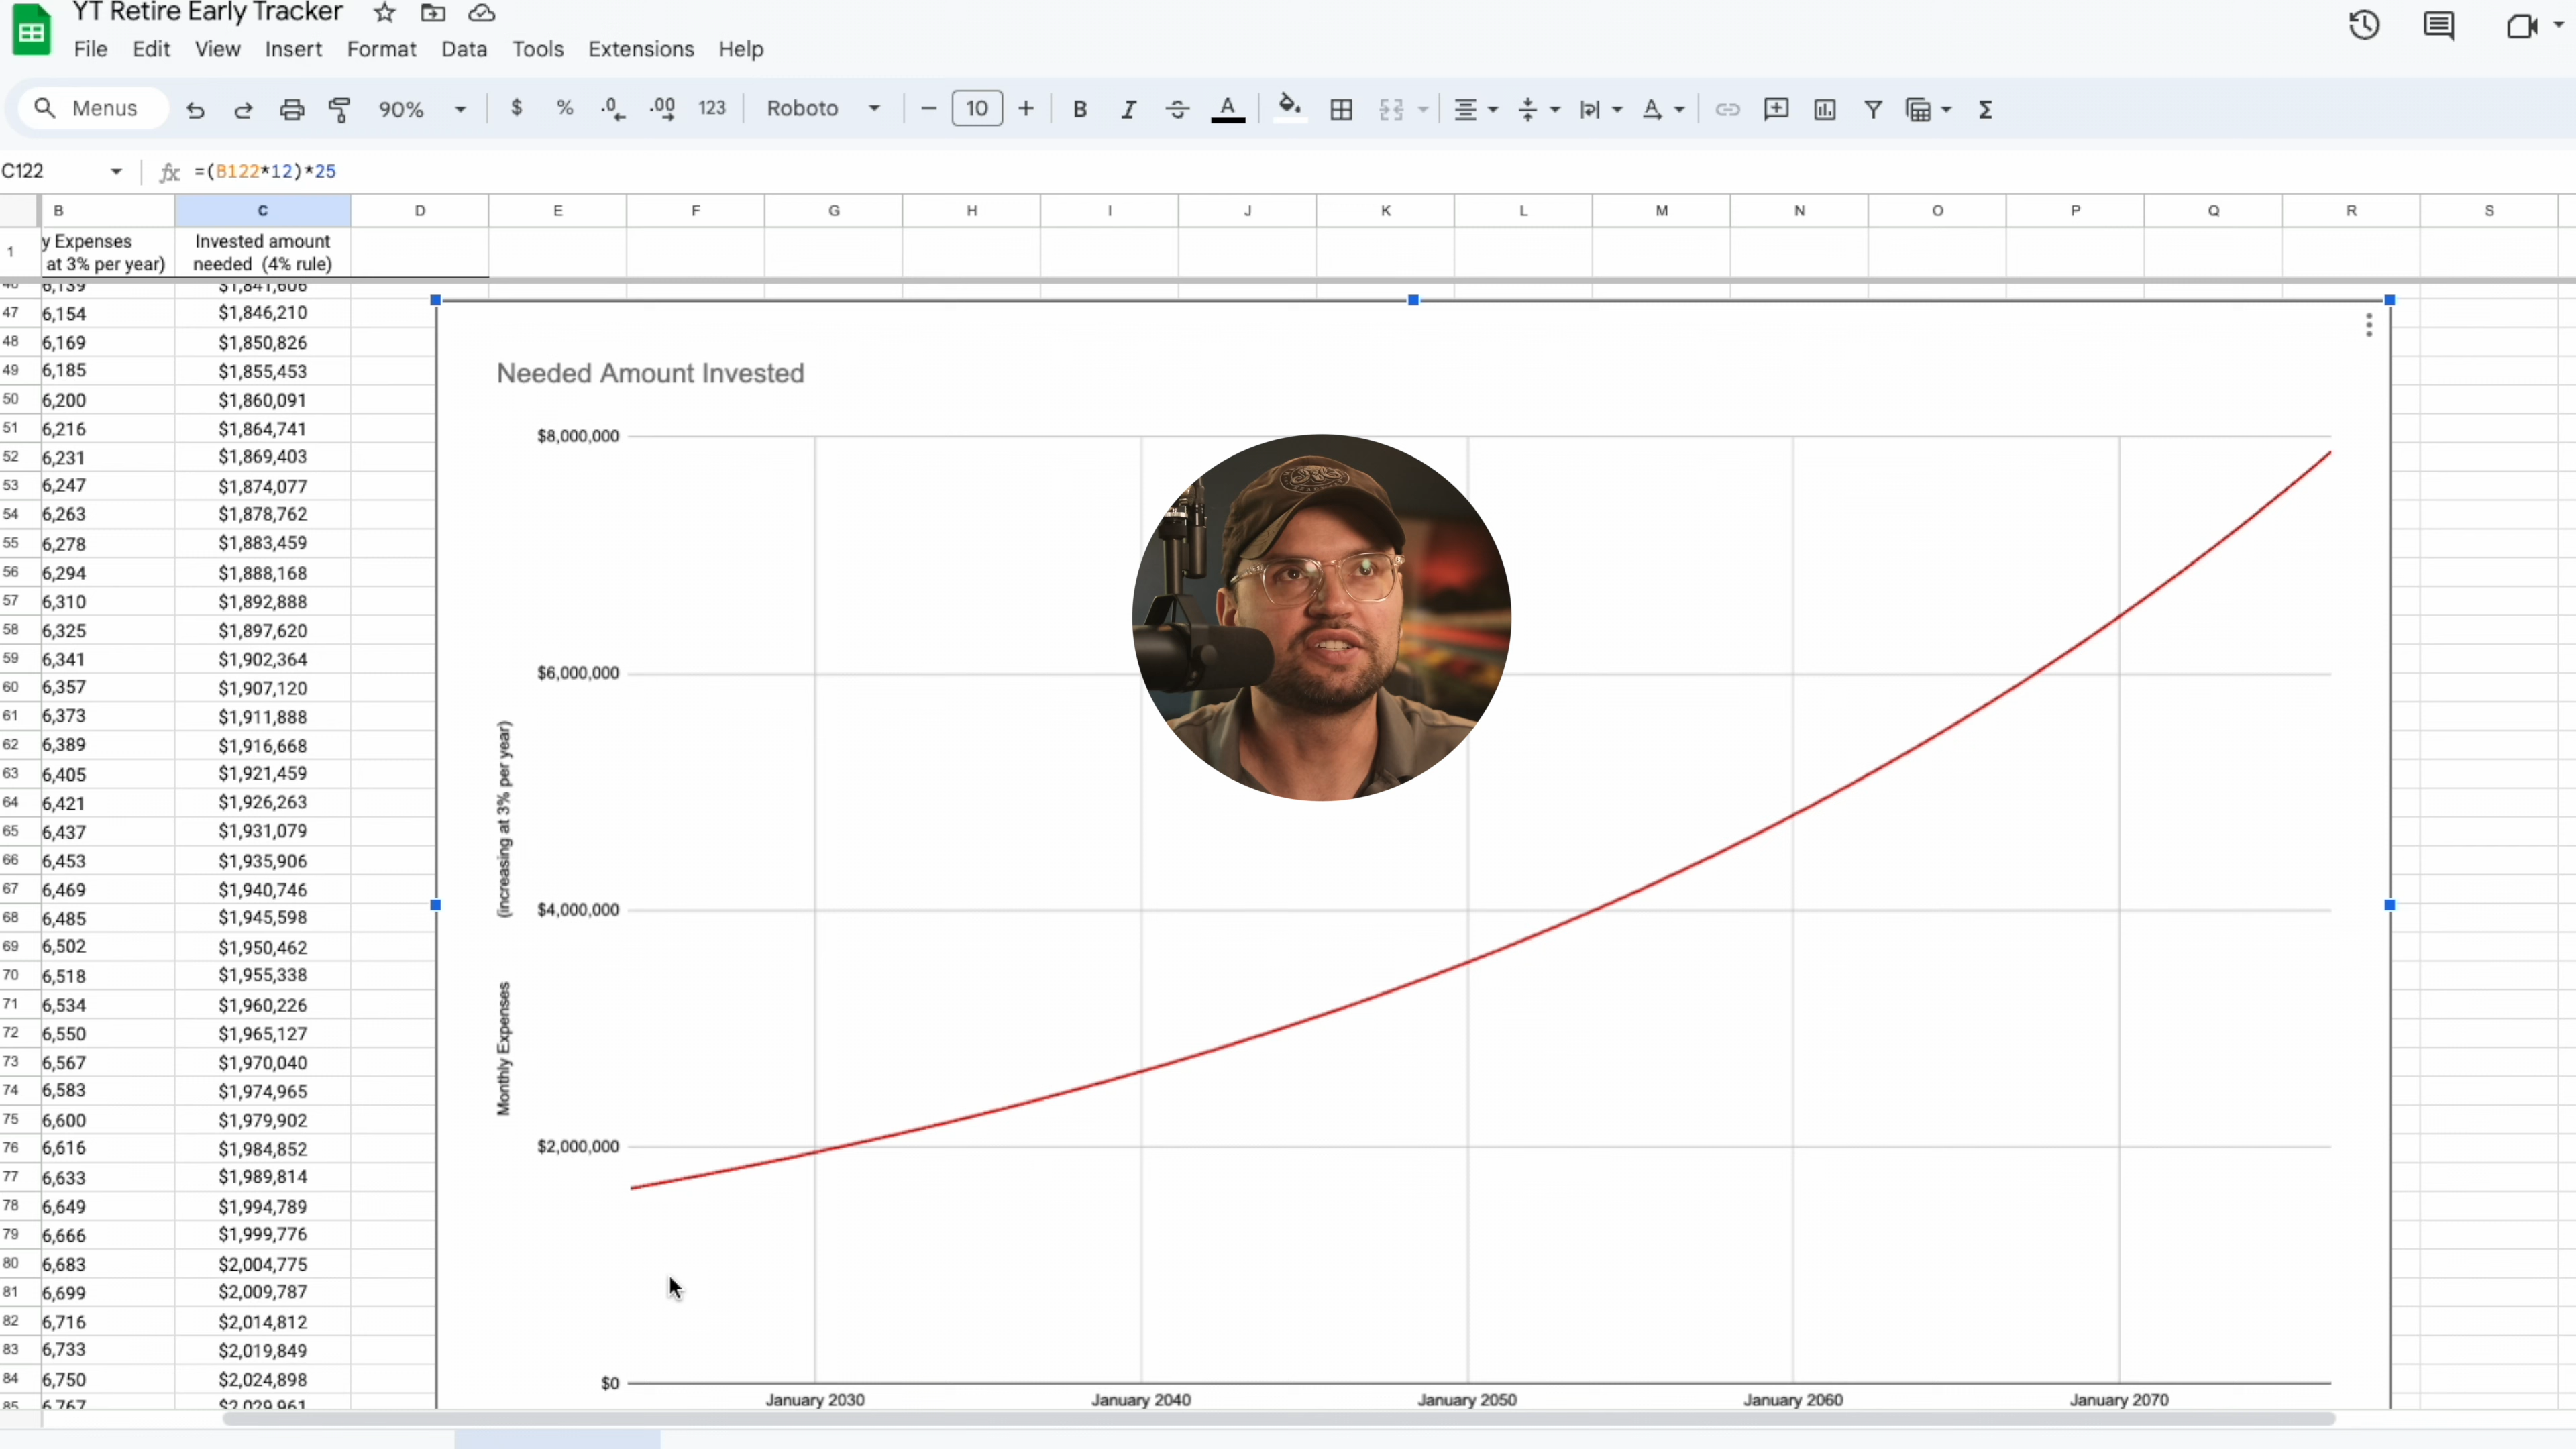 YT Retire Early Tracker
File Edit View Insert Format Data Tools Extensions Help
Menus 90% $ % .0 .00 123 Roboto 10 B I A Σ
C122 fx =(B122*12)*25
B C D E F G H I J K L M N O P Q R S
1 y Expenses Invested amount
at 3% per year) needed (4% rule)
46 6,139 $1,841,606
47 6,154 $1,846,210
48 6,169 $1,850,826
49 6,185 $1,855,453
50 6,200 $1,860,091
51 6,216 $1,864,741
52 6,231 $1,869,403
53 6,247 $1,874,077
54 6,263 $1,878,762
55 6,278 $1,883,459
56 6,294 $1,888,168
57 6,310 $1,892,888
58 6,325 $1,897,620
59 6,341 $1,902,364
60 6,357 $1,907,120
61 6,373 $1,911,888
62 6,389 $1,916,668
63 6,405 $1,921,459
64 6,421 $1,926,263
65 6,437 $1,931,079
66 6,453 $1,935,906
67 6,469 $1,940,746
68 6,485 $1,945,598
69 6,502 $1,950,462
70 6,518 $1,955,338
71 6,534 $1,960,226
72 6,550 $1,965,127
73 6,567 $1,970,040
74 6,583 $1,974,965
75 6,600 $1,979,902
76 6,616 $1,984,852
77 6,633 $1,989,814
78 6,649 $1,994,789
79 6,666 $1,999,776
80 6,683 $2,004,775
81 6,699 $2,009,787
82 6,716 $2,014,812
83 6,733 $2,019,849
84 6,750 $2,024,898
85 6,767 $2,029,961
Needed Amount Invested
$8,000,000
$6,000,000
$4,000,000
$2,000,000
$0
Monthly Expenses (increasing at 3% per year)
January 2030 January 2040 January 2050 January 2060 January 2070